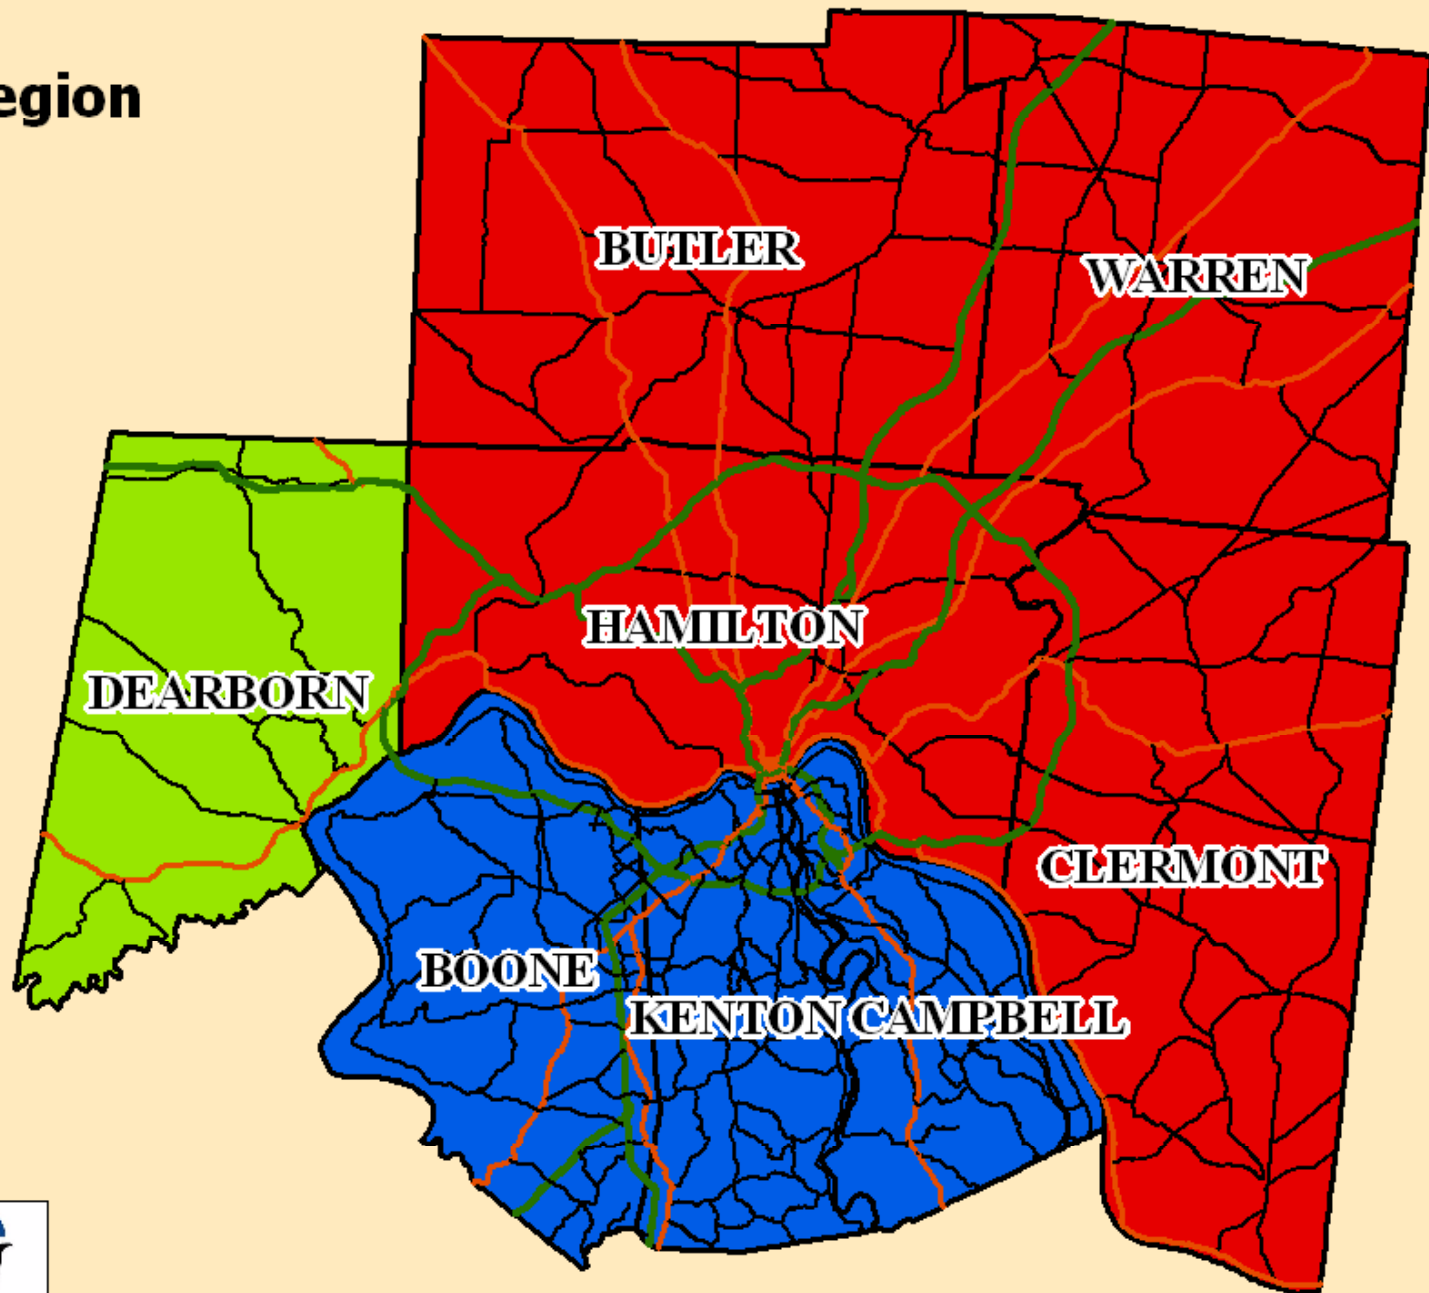 egion
BUTLER
WARREN
HAMILTON
DEARBORN
CLERMONT
BOONE
KENTON CAMPBELL